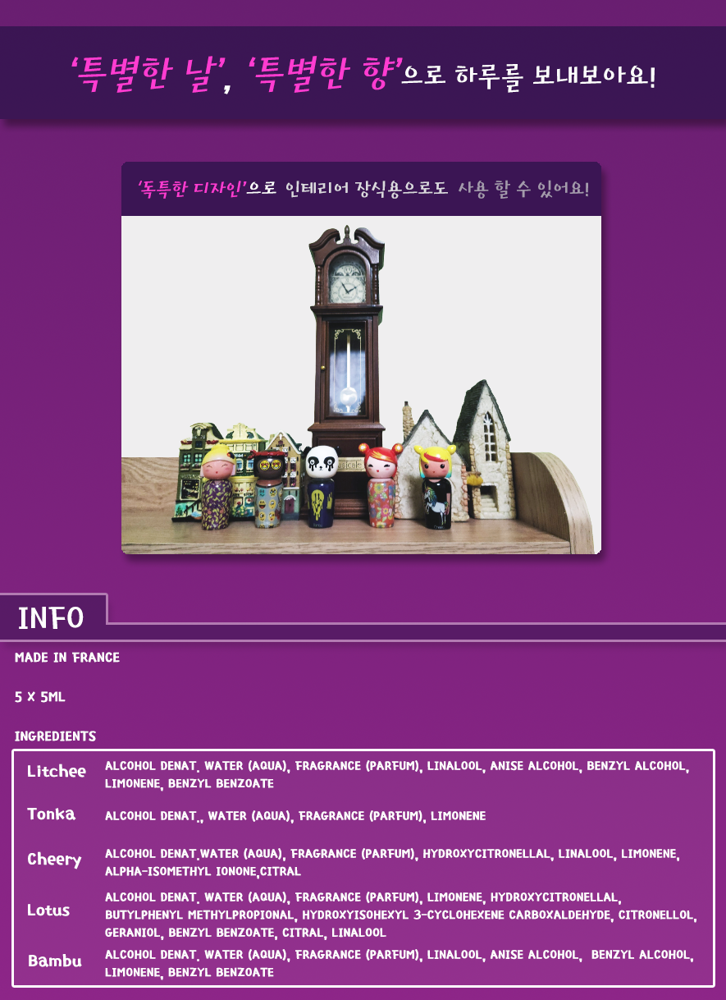 ‘특별한 날’, ‘특별한 향’으로 하루를 보내보아요!
‘독특한 디자인’으로 인테리어 장식용으로도 사용 할 수 있어요!
INFO
MADE IN FRANCE
5 X 5ML
INGREDIENTS
Litchee
ALCOHOL DENAT. WATER (AQUA), FRAGRANCE (PARFUM), LINALOOL, ANISE ALCOHOL, BENZYL ALCOHOL,
LIMONENE, BENZYL BENZOATE
Tonka
ALCOHOL DENAT., WATER (AQUA), FRAGRANCE (PARFUM), LIMONENE
Cheery
ALCOHOL DENAT.WATER (AQUA), FRAGRANCE (PARFUM), HYDROXYCITRONELLAL, LINALOOL, LIMONENE,
ALPHA-ISOMETHYL IONONE,CITRAL
Lotus
ALCOHOL DENAT. WATER (AQUA), FRAGRANCE (PARFUM), LIMONENE, HYDROXYCITRONELLAL,
BUTYLPHENYL METHYLPROPIONAL, HYDROXYISOHEXYL 3-CYCLOHEXENE CARBOXALDEHYDE, CITRONELLOL,
GERANIOL, BENZYL BENZOATE, CITRAL, LINALOOL
Bambu
ALCOHOL DENAT. WATER (AQUA), FRAGRANCE (PARFUM), LINALOOL, ANISE ALCOHOL, BENZYL ALCOHOL,
LIMONENE, BENZYL BENZOATE